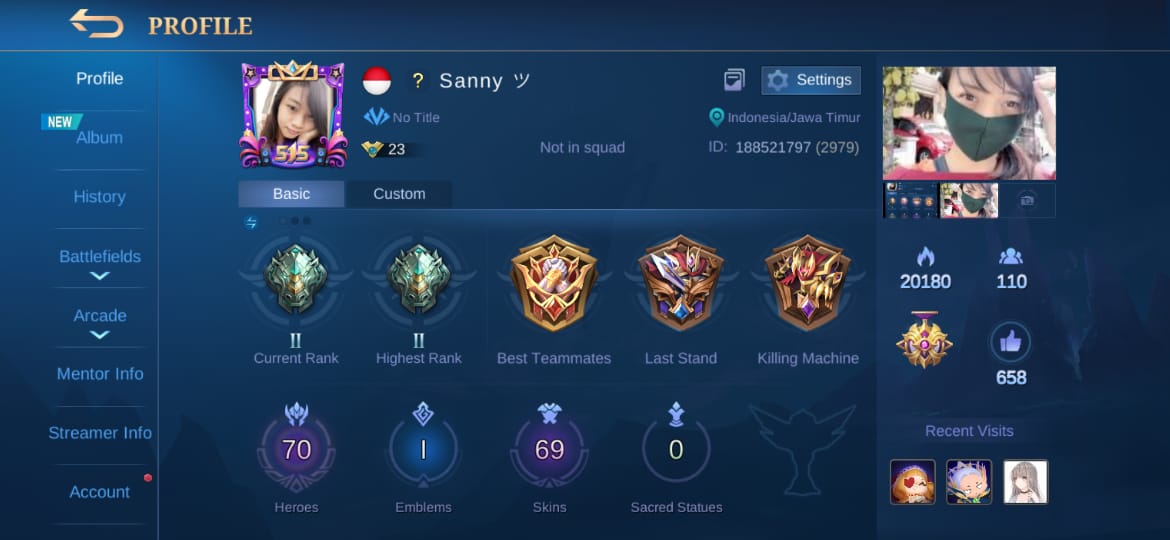 PROFILE
Profile
NEW
Album
History
Battlefields
Arcade
Mentor Info
Streamer Info
Account
515
? Sanny ツ
Settings
No Title
Indonesia/Jawa Timur
23
Not in squad
ID: 188521797 (2979)
Basic
Custom
II
Current Rank
II
Highest Rank
Best Teammates
Last Stand
Killing Machine
70
Heroes
I
Emblems
69
Skins
0
Sacred Statues
20180
110
658
Recent Visits